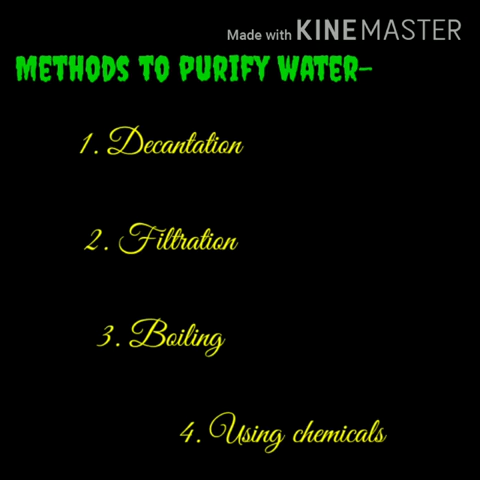 Made with KINEMASTER
METHODS TO PURIFY WATER-
1. Decantation
2. Filtration
3. Boiling
4. Using chemicals